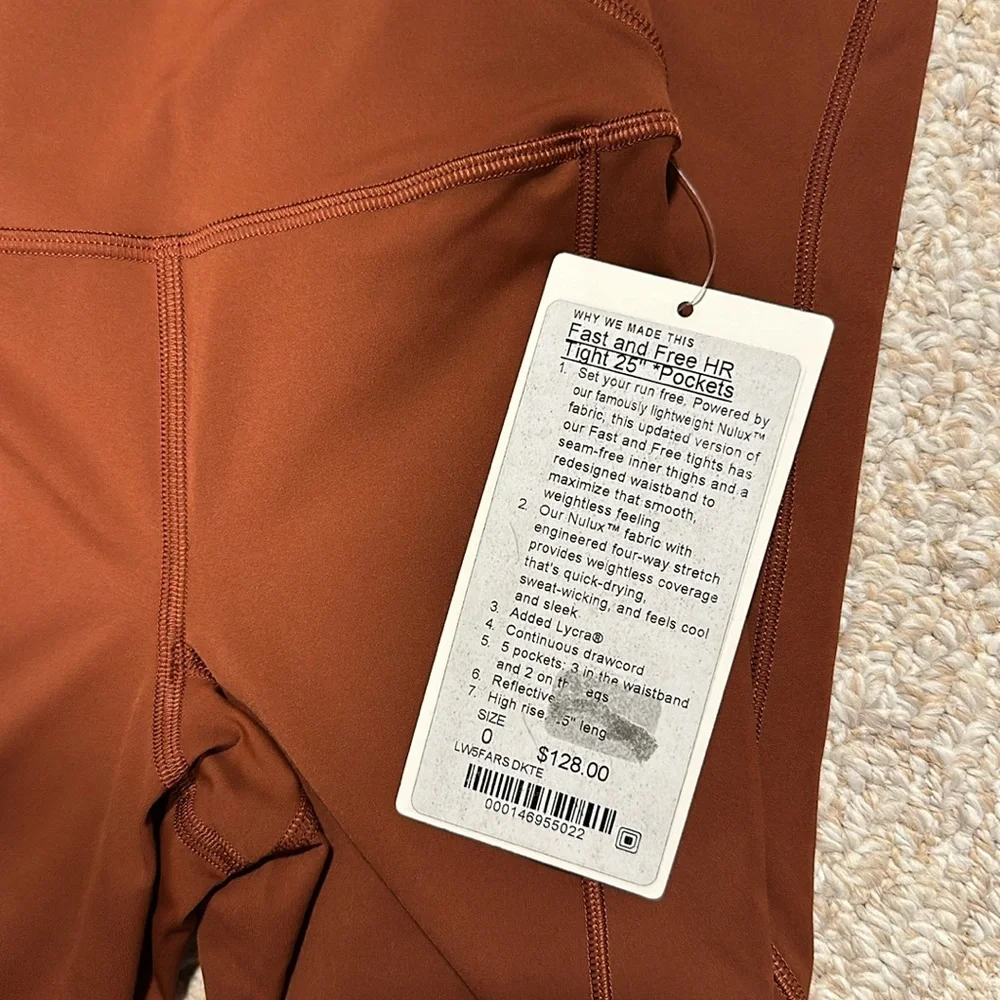 WHY WE MADE THIS
Fast and Free HR
Tight 25" *Pockets
1. Set your run free. Powered by
our famously lightweight Nulux™
fabric, this updated version of
our Fast and Free tights has
seam-free inner thighs and a
redesigned waistband to
maximize that smooth,
weightless feeling
2. Our Nulux™ fabric with
engineered four-way stretch
provides weightless coverage
that's quick-drying,
sweat-wicking, and feels cool
and sleek
3. Added Lycra®
4. Continuous drawcord
5. 5 pockets: 3 in the waistband
and 2 on
6. Reflective
7. High rise,
SIZE
0 $128.00
LW5FARS DKTE
000146955022